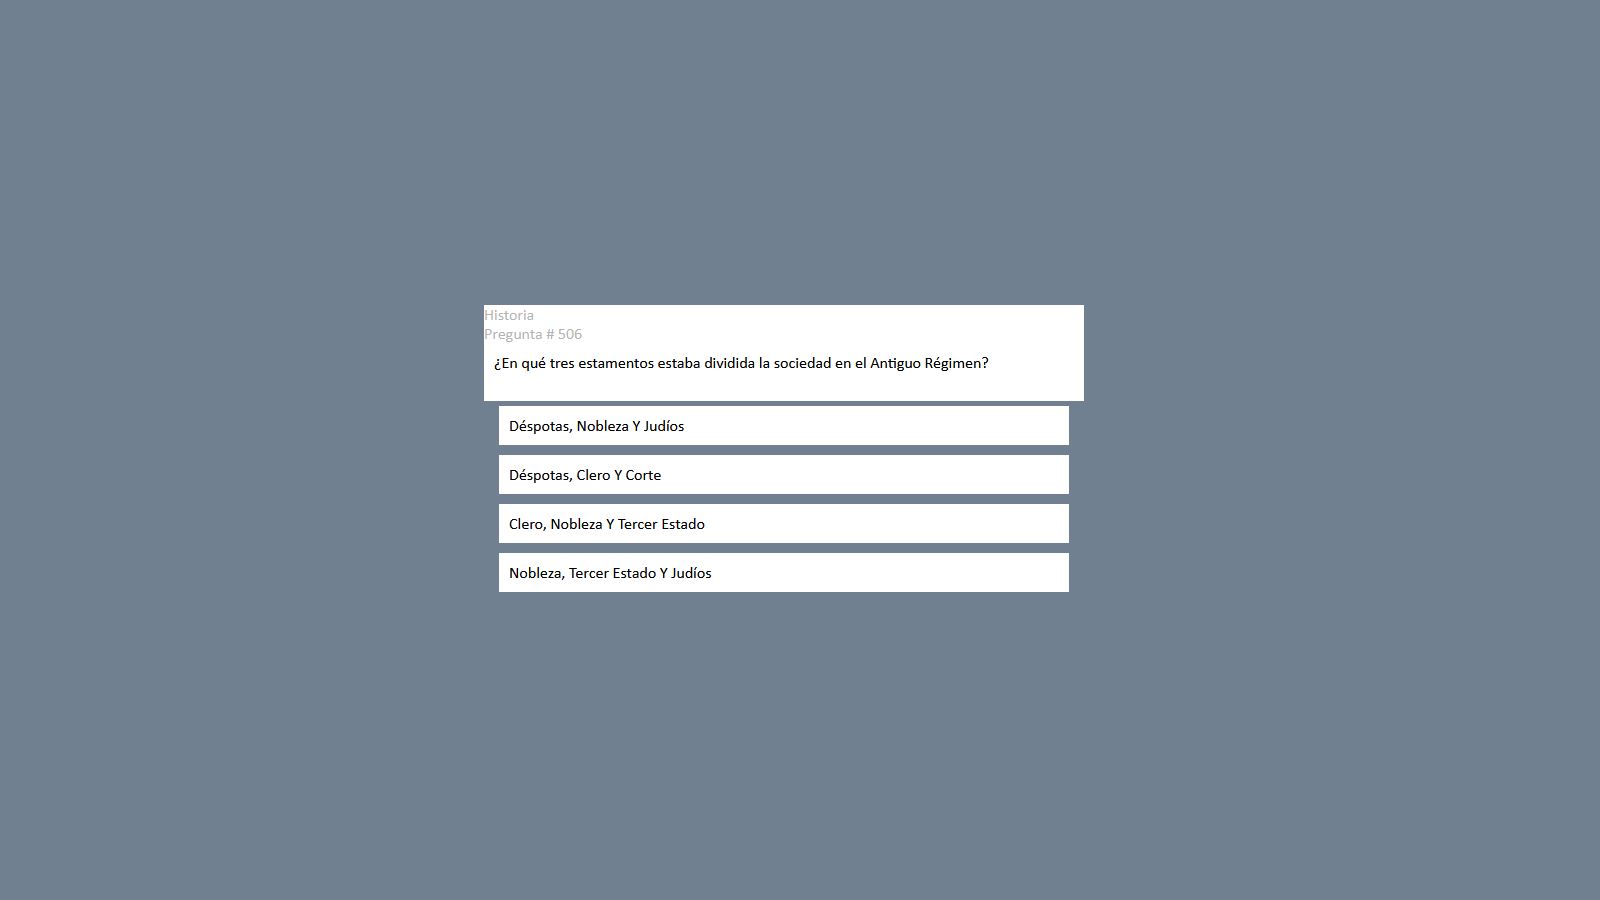 Historia
Pregunta # 506
¿En qué tres estamentos estaba dividida la sociedad en el Antiguo Régimen?
Déspotas, Nobleza Y Judíos
Déspotas, Clero Y Corte
Clero, Nobleza Y Tercer Estado
Nobleza, Tercer Estado Y Judíos